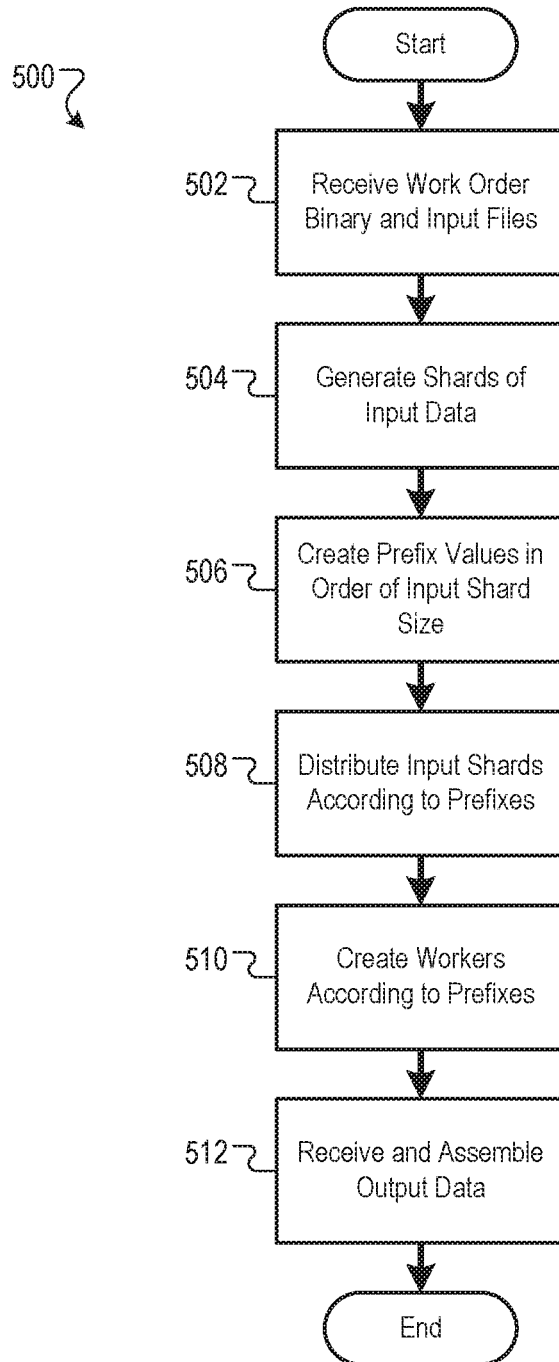 Start
500
502
Receive Work Order
Binary and Input Files
504
Generate Shards of
Input Data
506
Create Prefix Values in
Order of Input Shard
Size
508
Distribute Input Shards
According to Prefixes
510
Create Workers
According to Prefixes
512
Receive and Assemble
Output Data
End